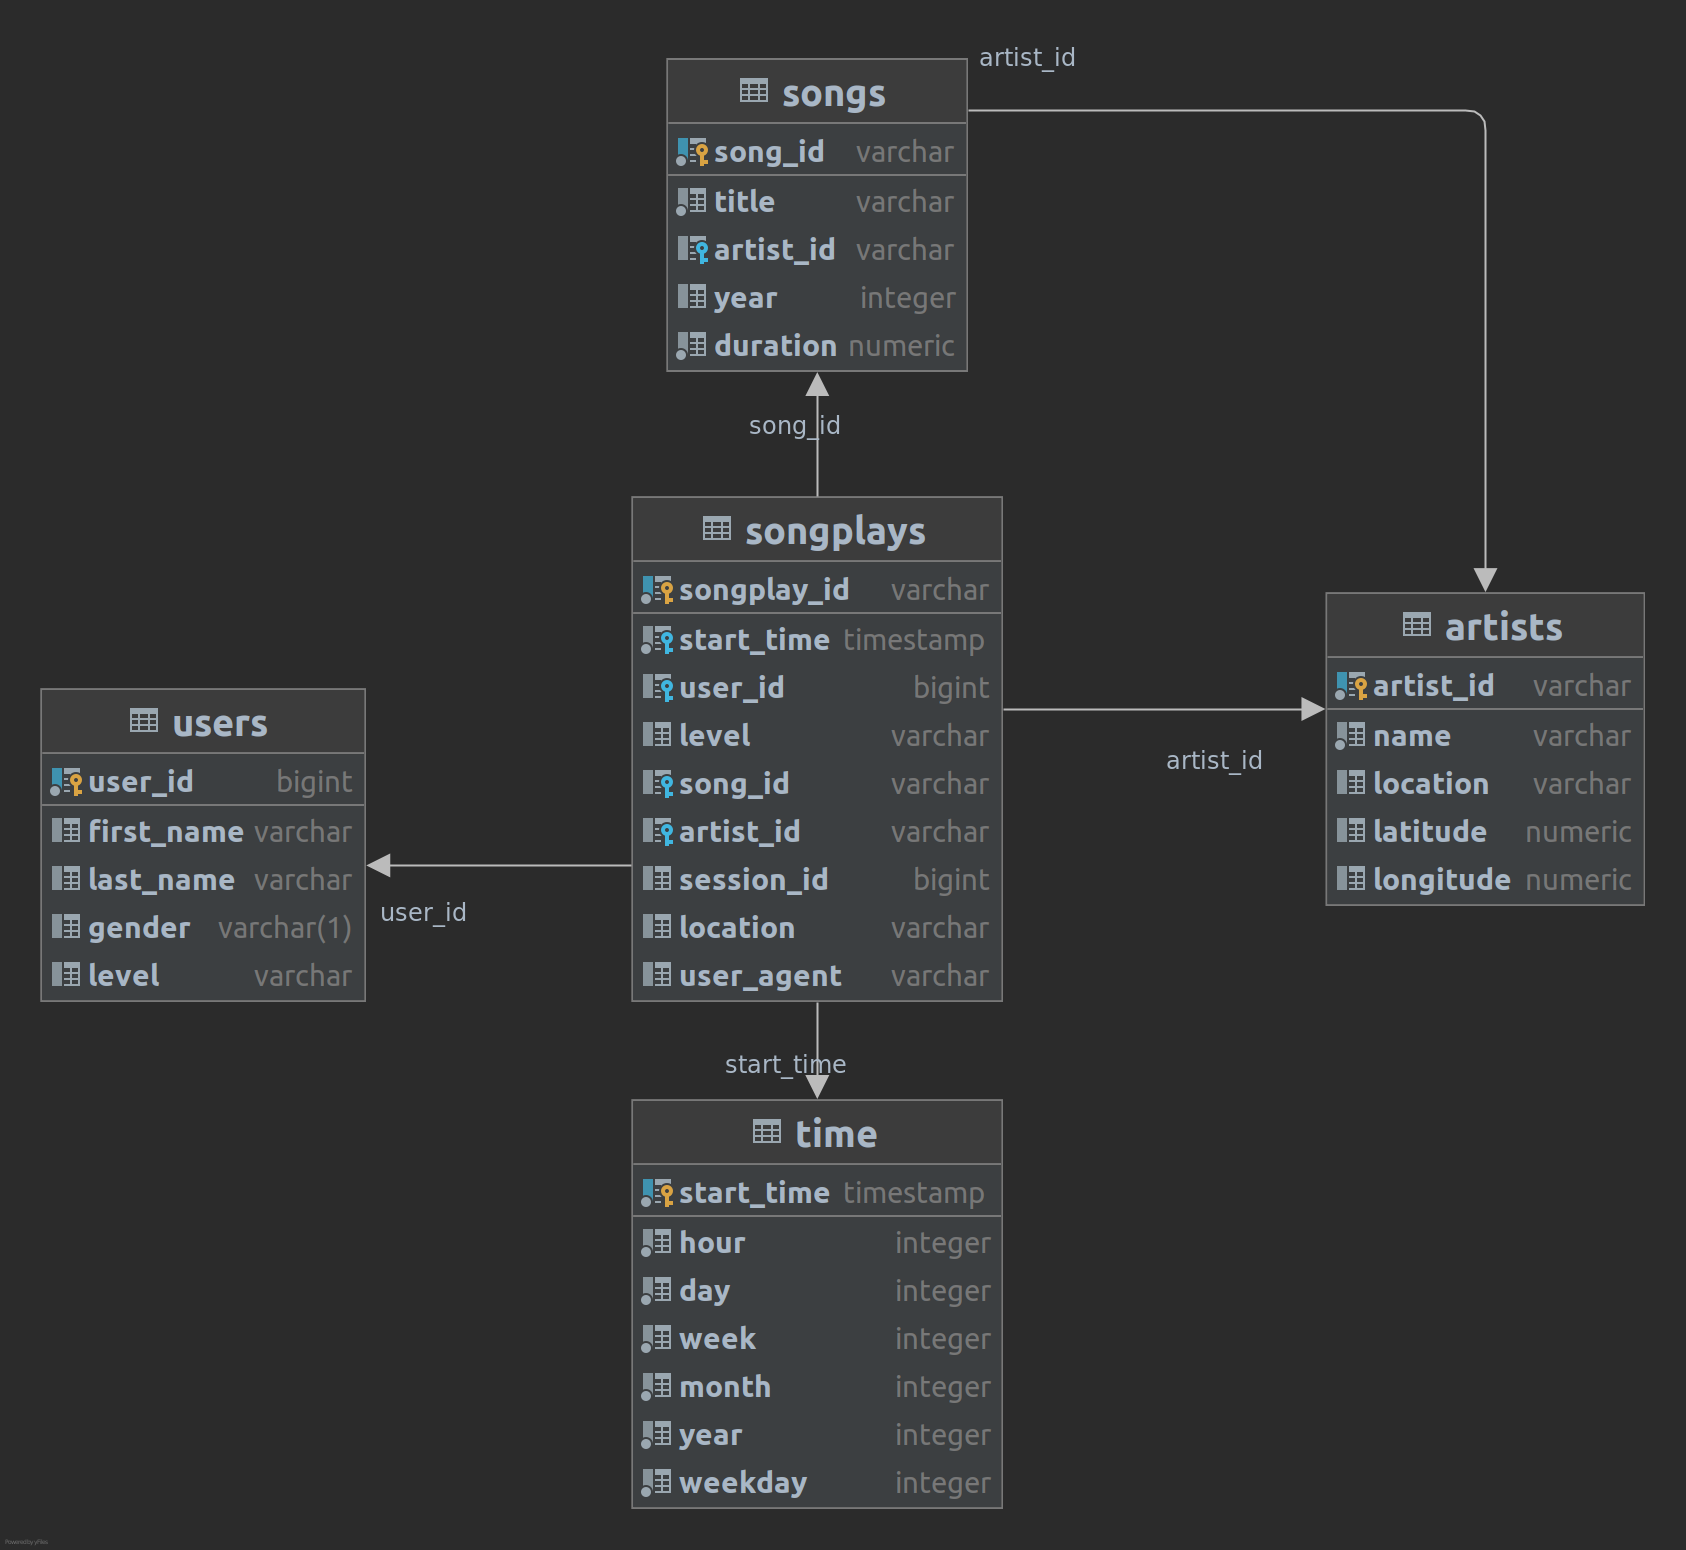 artist_id
songs
song_id varchar
title varchar
artist_id varchar
year integer
duration numeric
song_id
songplays
songplay_id varchar
start_time timestamp
user_id bigint
level varchar
song_id varchar
artist_id varchar
session_id bigint
location varchar
user_agent varchar
artist_id
artists
artist_id varchar
name varchar
location varchar
latitude numeric
longitude numeric
users
user_id bigint
first_name varchar
last_name varchar
gender varchar(1)
level varchar
user_id
start_time
time
start_time timestamp
hour integer
day integer
week integer
month integer
year integer
weekday integer
Powered by yFiles